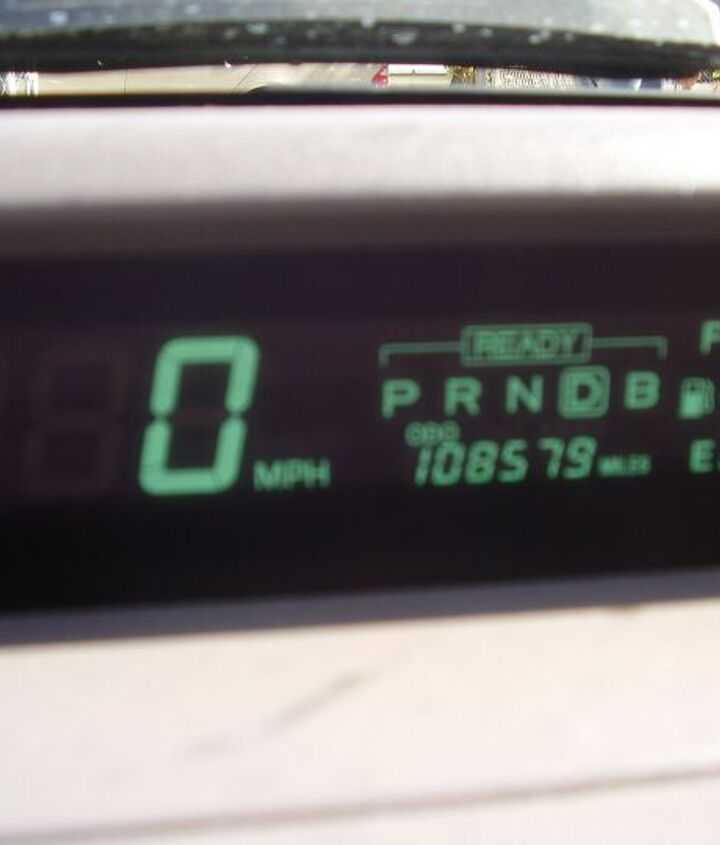 READY
P R N D B
F
ODO
0 MPH
108579 MILES
E